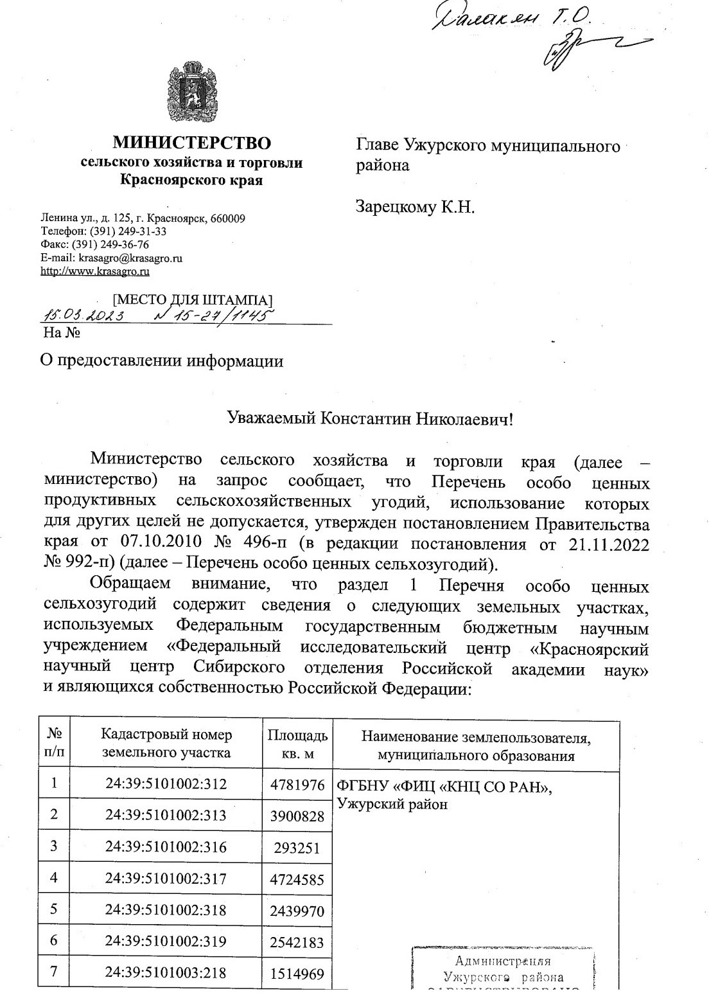 Далакян Т.О.
МИНИСТЕРСТВО
сельского хозяйства и торговли
Красноярского края
Ленина ул., д. 125, г. Красноярск, 660009
Телефон: (391) 249-31-33
Факс: (391) 249-36-76
E-mail: krasagro@krasagro.ru
http://www.krasagro.ru
[МЕСТО ДЛЯ ШТАМПА]
15.03.2023 N 15-27/1145
На №
О предоставлении информации
Главе Ужурского муниципального
района
Зарецкому К.Н.
Уважаемый Константин Николаевич!
Министерство сельского хозяйства и торговли края (далее –
министерство) на запрос сообщает, что Перечень особо ценных
продуктивных сельскохозяйственных угодий, использование которых
для других целей не допускается, утвержден постановлением Правительства
края от 07.10.2010 № 496-п (в редакции постановления от 21.11.2022
№ 992-п) (далее – Перечень особо ценных сельхозугодий).
Обращаем внимание, что раздел 1 Перечня особо ценных
сельхозугодий содержит сведения о следующих земельных участках,
используемых Федеральным государственным бюджетным научным
учреждением «Федеральный исследовательский центр «Красноярский
научный центр Сибирского отделения Российской академии наук»
и являющихся собственностью Российской Федерации:
№ Кадастровый номер Площадь Наименование землепользователя,
п/п земельного участка кв. м муниципального образования
1 24:39:5101002:312 4781976 ФГБНУ «ФИЦ «КНЦ СО РАН»,
Ужурский район
2 24:39:5101002:313 3900828
3 24:39:5101002:316 293251
4 24:39:5101002:317 4724585
5 24:39:5101002:318 2439970
6 24:39:5101002:319 2542183
7 24:39:5101003:218 1514969
Администрация
Ужурского района